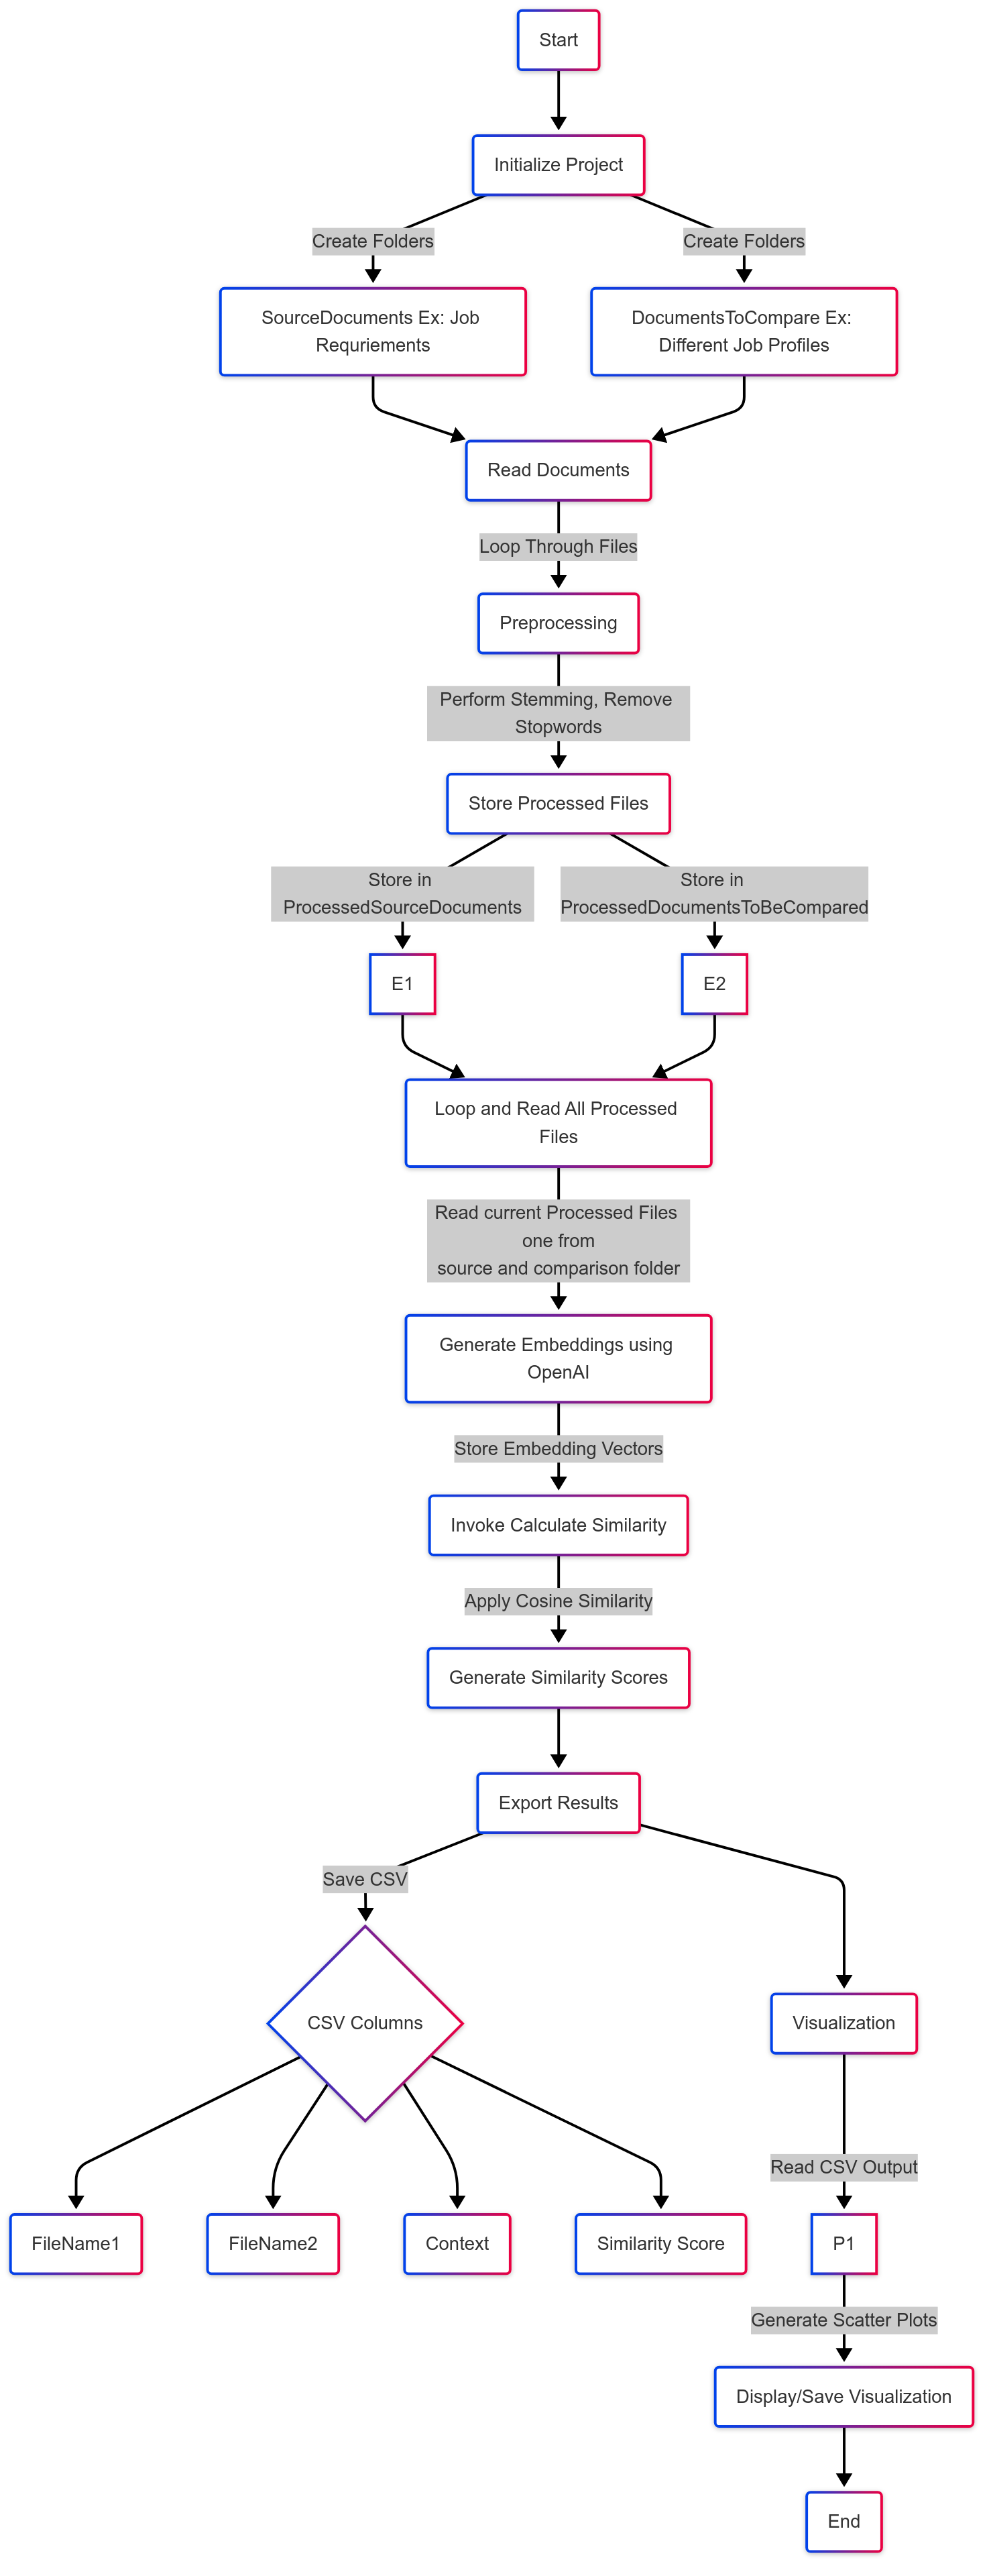 Start
Initialize Project
Create Folders
Create Folders
SourceDocuments Ex: Job
Requriements
DocumentsToCompare Ex:
Different Job Profiles
Read Documents
Loop Through Files
Preprocessing
Perform Stemming, Remove
Stopwords
Store Processed Files
Store in
ProcessedSourceDocuments
Store in
ProcessedDocumentsToBeCompared
E1
E2
Loop and Read All Processed
Files
Read current Processed Files
one from
source and comparison folder
Generate Embeddings using
OpenAI
Store Embedding Vectors
Invoke Calculate Similarity
Apply Cosine Similarity
Generate Similarity Scores
Export Results
Save CSV
CSV Columns
Visualization
Read CSV Output
FileName1
FileName2
Context
Similarity Score
P1
Generate Scatter Plots
Display/Save Visualization
End